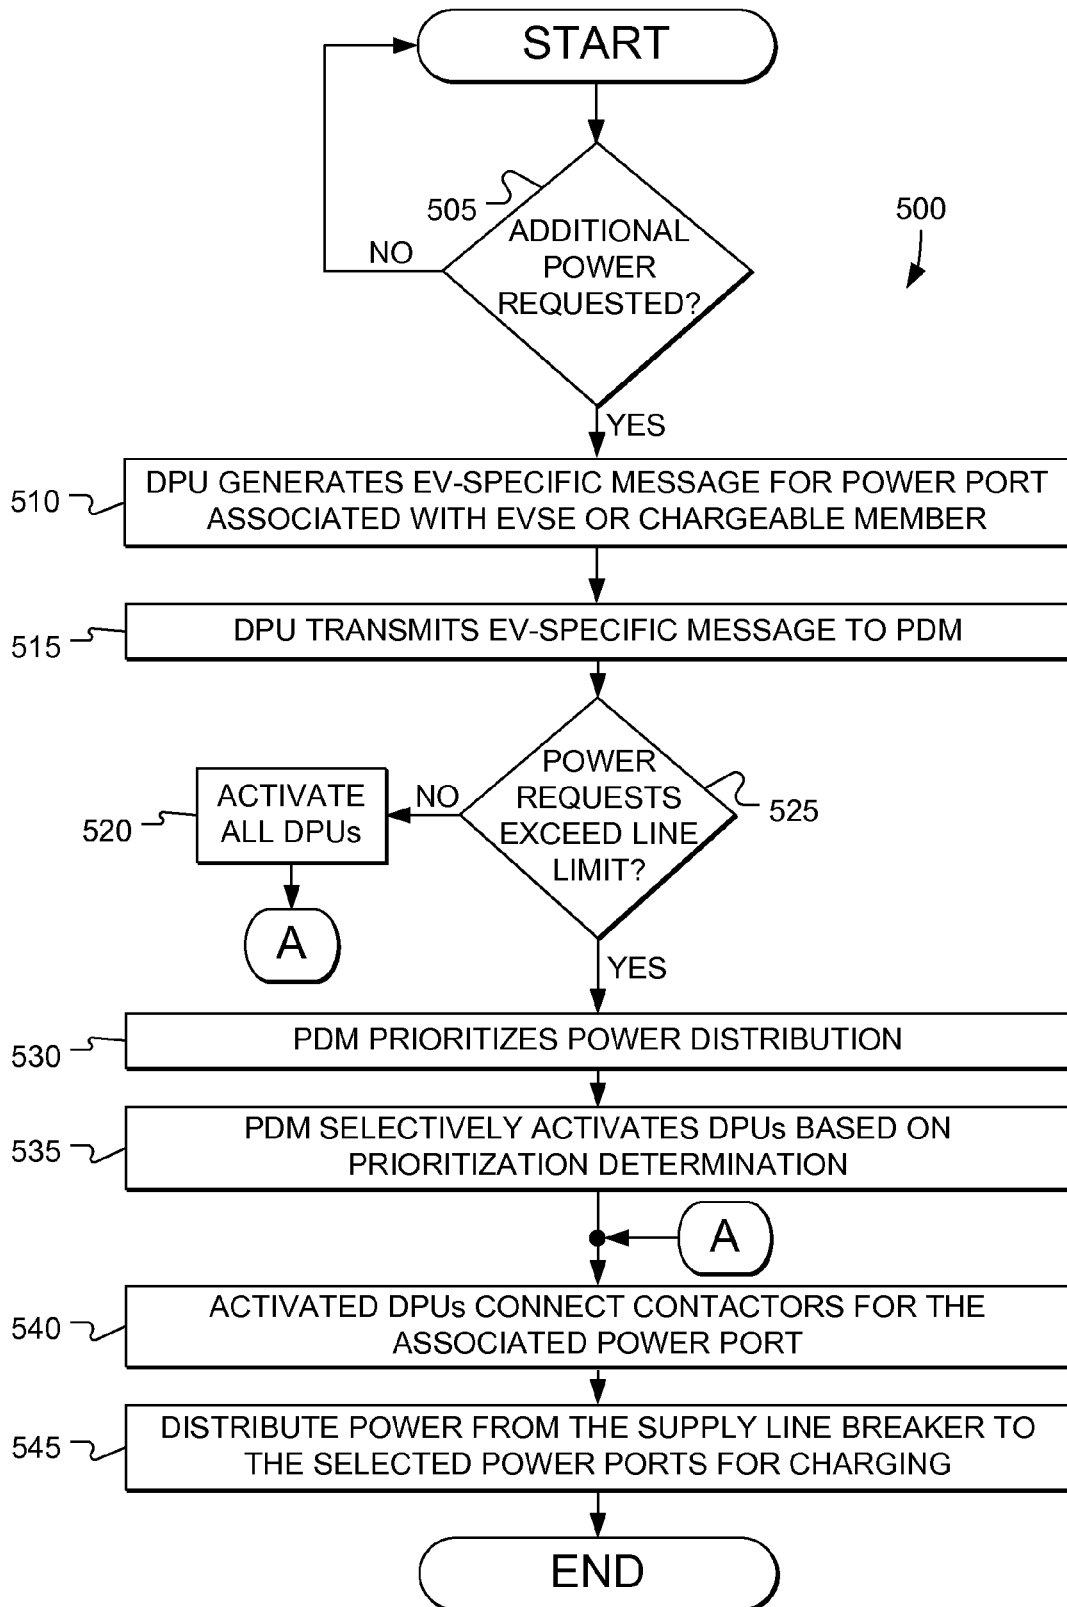 START
505
ADDITIONAL
POWER
REQUESTED?
500
NO
YES
510
DPU GENERATES EV-SPECIFIC MESSAGE FOR POWER PORT
ASSOCIATED WITH EVSE OR CHARGEABLE MEMBER
515
DPU TRANSMITS EV-SPECIFIC MESSAGE TO PDM
POWER
REQUESTS
EXCEED LINE
LIMIT?
525
NO
520
ACTIVATE
ALL DPUs
A
YES
530
PDM PRIORITIZES POWER DISTRIBUTION
535
PDM SELECTIVELY ACTIVATES DPUs BASED ON
PRIORITIZATION DETERMINATION
A
540
ACTIVATED DPUs CONNECT CONTACTORS FOR THE
ASSOCIATED POWER PORT
545
DISTRIBUTE POWER FROM THE SUPPLY LINE BREAKER TO
THE SELECTED POWER PORTS FOR CHARGING
END